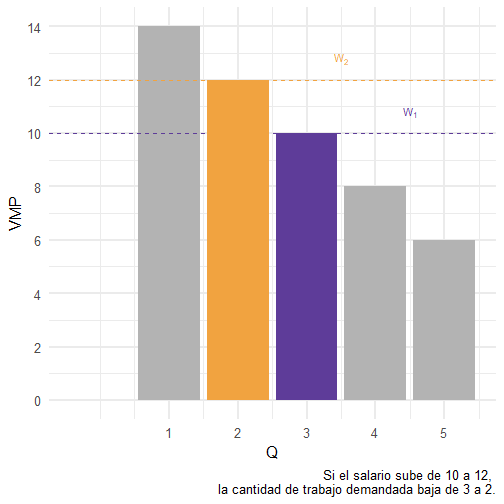 14
12
10
8
6
4
2
0
VMP
W₂
W₁
1 2 3 4 5
Q
Si el salario sube de 10 a 12,
la cantidad de trabajo demandada baja de 3 a 2.